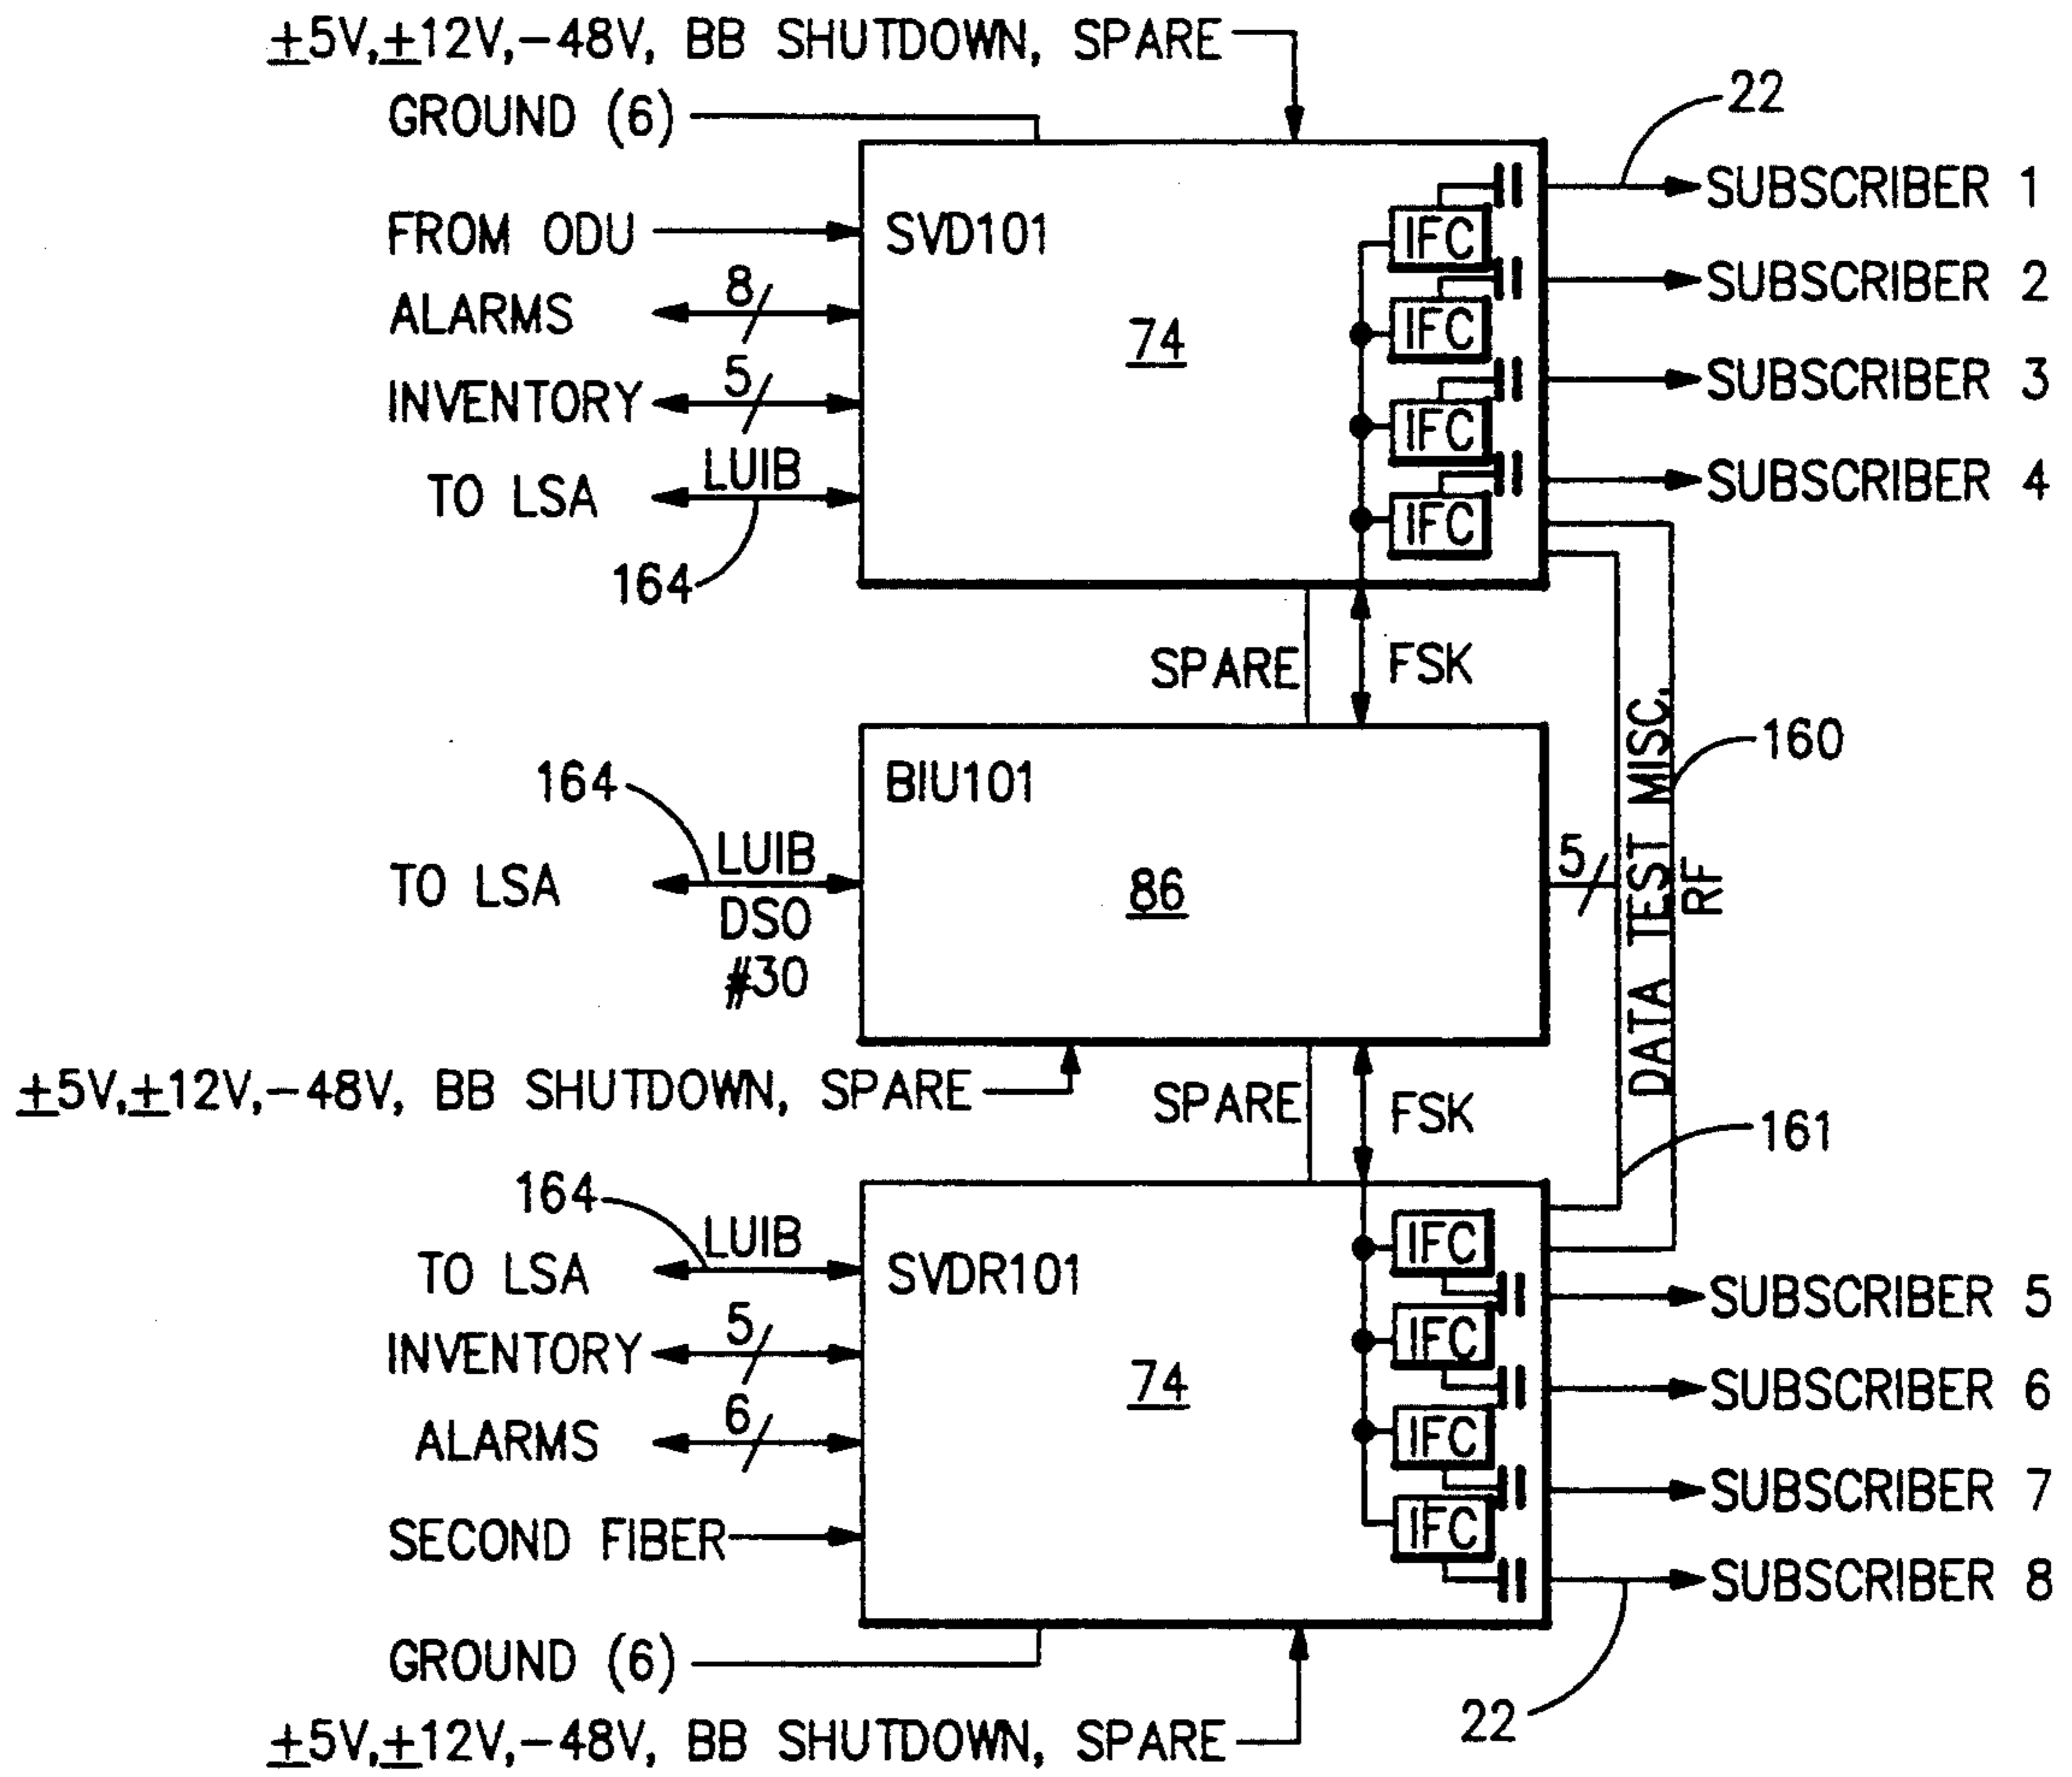 ±5V,±12V,-48V, BB SHUTDOWN, SPARE
GROUND (6)
22
SUBSCRIBER 1
FROM ODU
SVD101
IFC
SUBSCRIBER 2
8
ALARMS
74
IFC
5
INVENTORY
SUBSCRIBER 3
IFC
LUIB
TO LSA
SUBSCRIBER 4
IFC
164
SPARE
FSK
DATA TEST MISC.
160
RF
BIU101
164
LUIB
TO LSA
DSO
#30
86
5
±5V,±12V,-48V, BB SHUTDOWN, SPARE
SPARE
FSK
161
164
LUIB
TO LSA
SVDR101
IFC
SUBSCRIBER 5
5
INVENTORY
IFC
74
SUBSCRIBER 6
6
ALARMS
IFC
SUBSCRIBER 7
SECOND FIBER
IFC
SUBSCRIBER 8
GROUND (6)
22
±5V,±12V,-48V, BB SHUTDOWN, SPARE